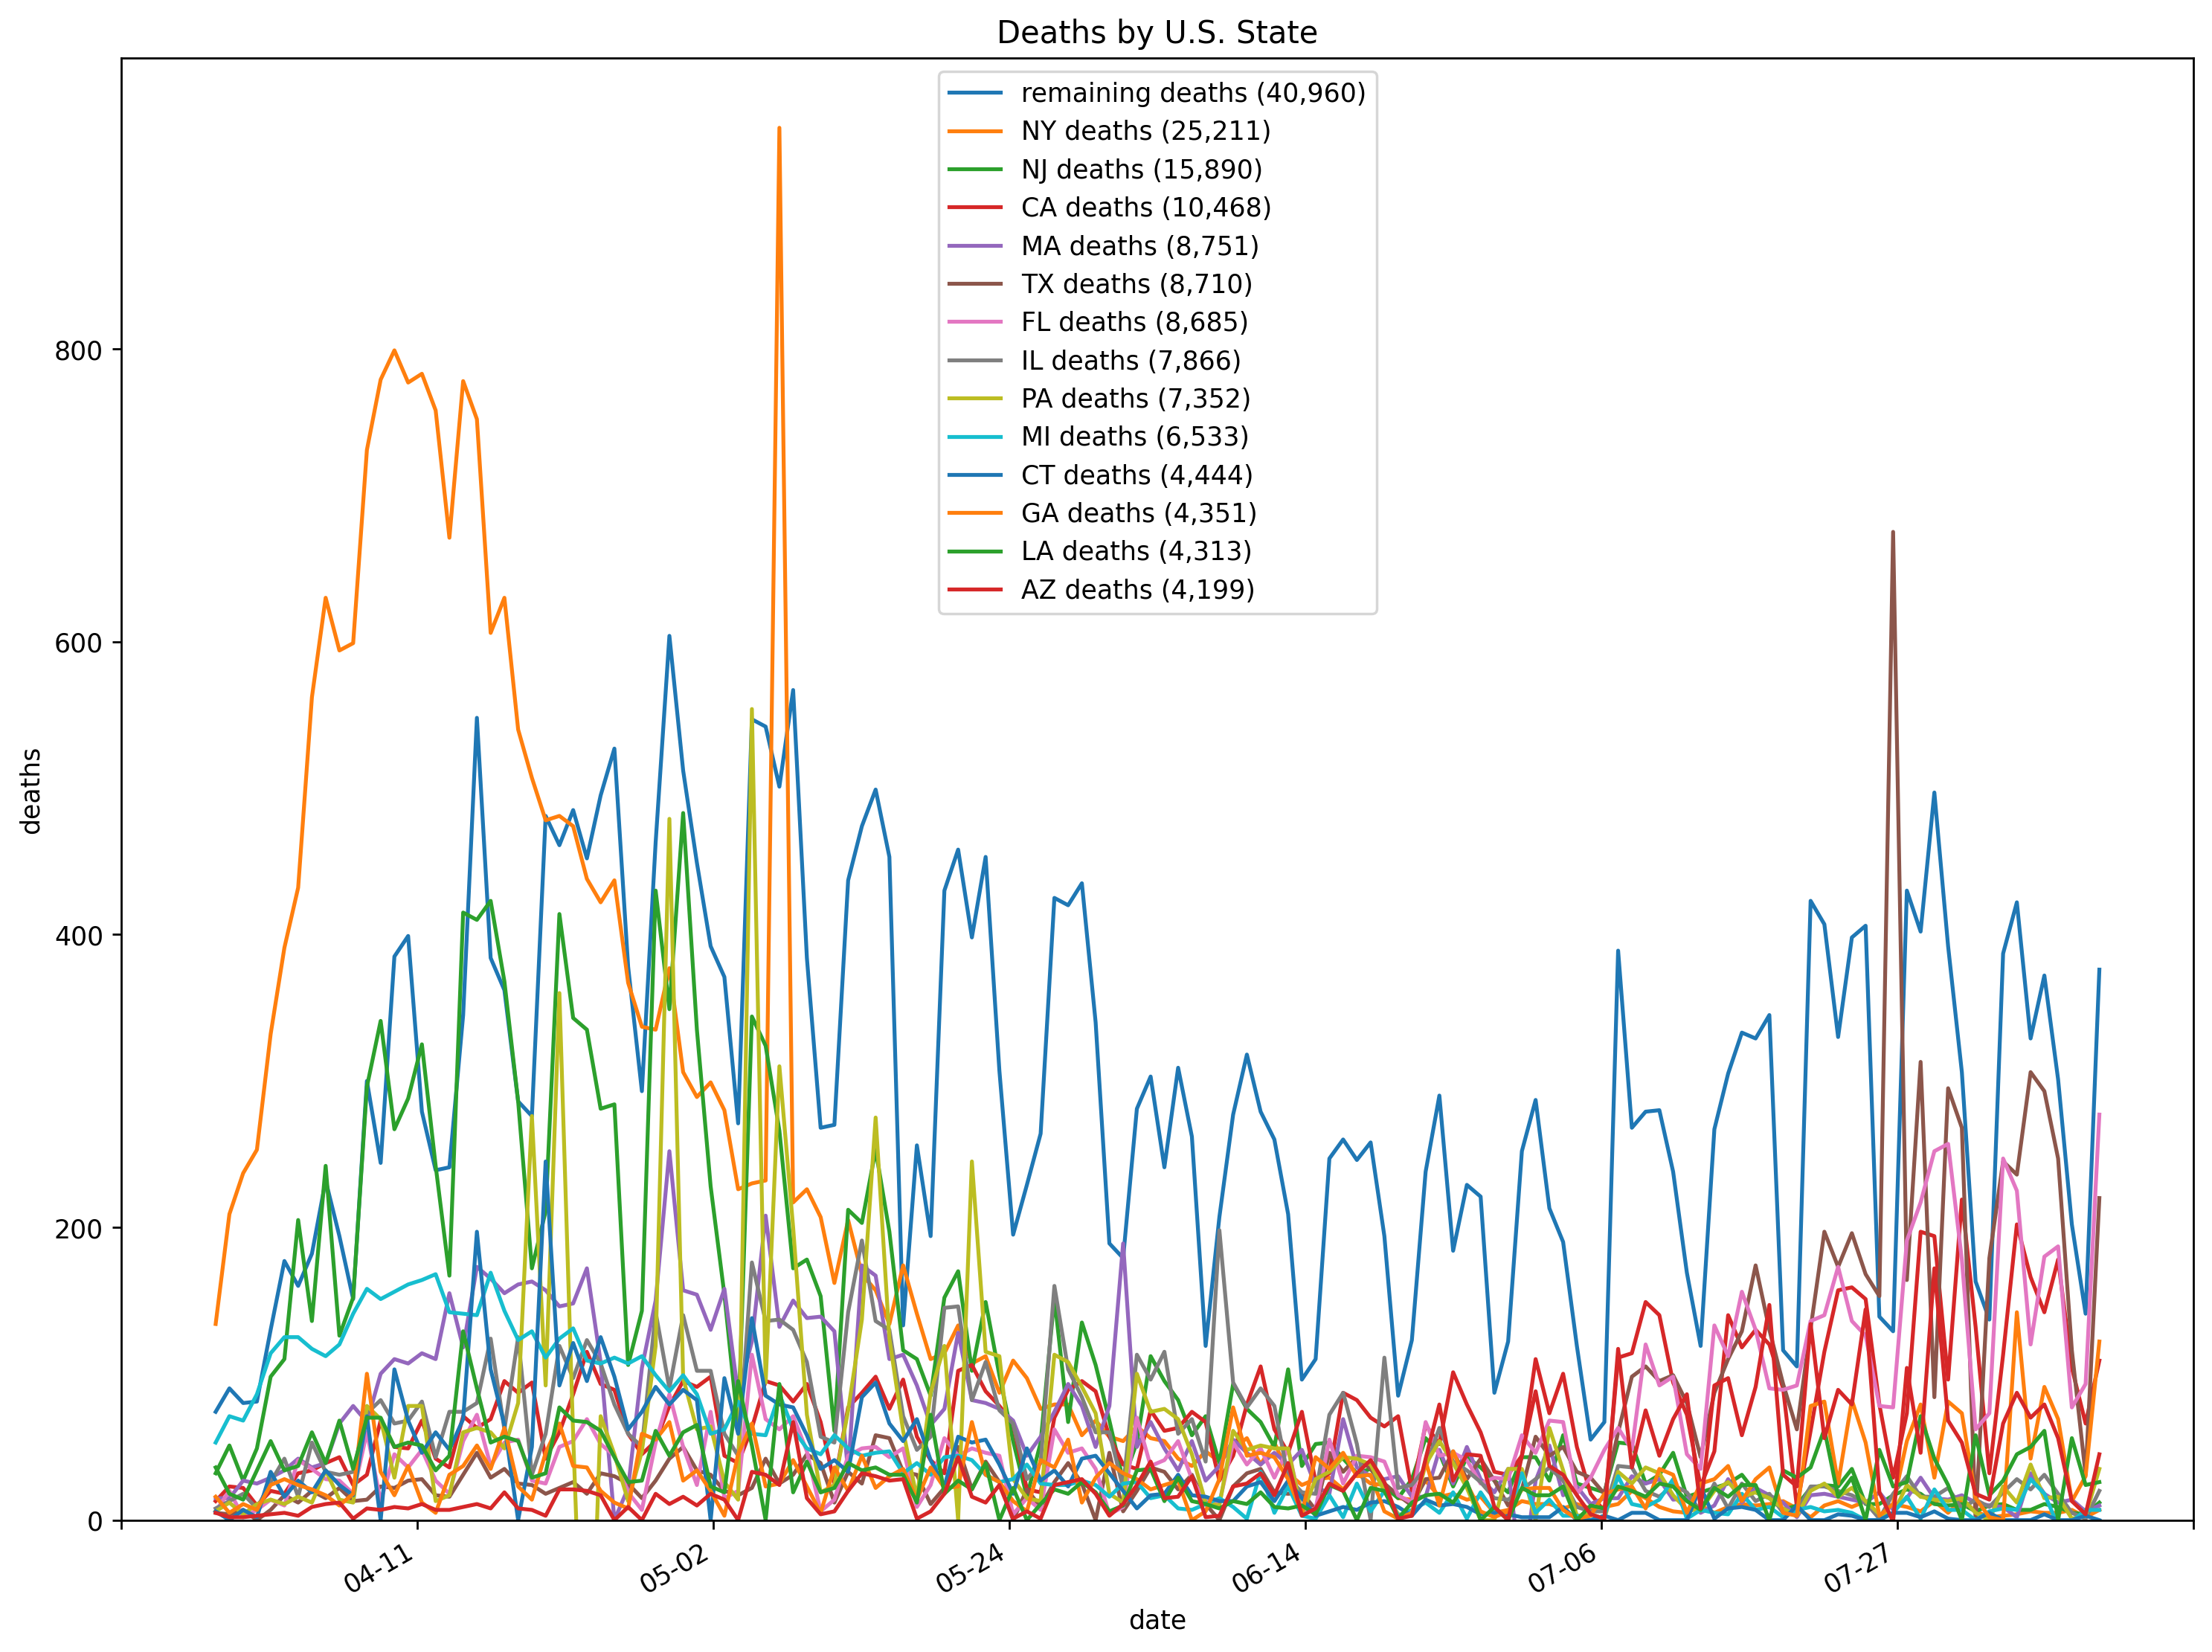 Deaths by U.S. State
remaining deaths (40,960)
NY deaths (25,211)
NJ deaths (15,890)
CA deaths (10,468)
MA deaths (8,751)
TX deaths (8,710)
FL deaths (8,685)
IL deaths (7,866)
PA deaths (7,352)
MI deaths (6,533)
CT deaths (4,444)
GA deaths (4,351)
LA deaths (4,313)
AZ deaths (4,199)
800
600
400
200
0
deaths
04-11
05-02
05-24
06-14
07-06
07-27
date